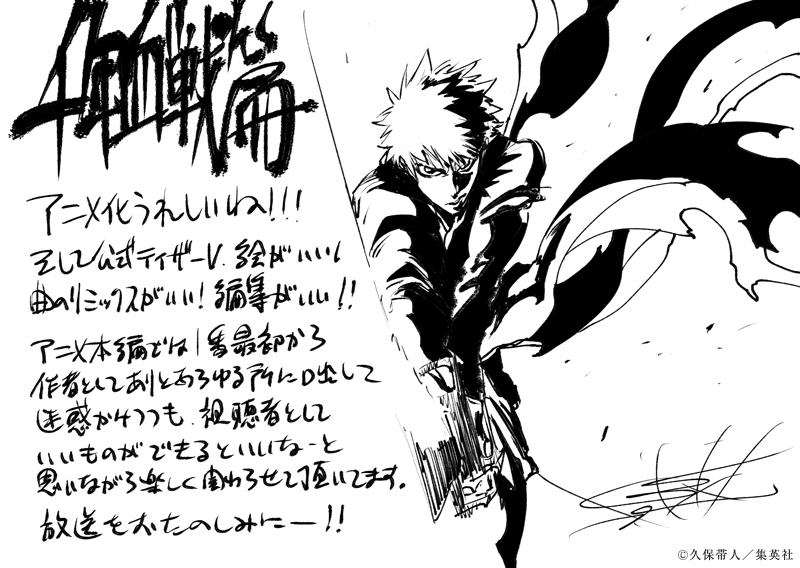 千年血戦篇
アニメ化うれしいね!!!
そして公式ティザーPV.絵がいい!
曲のリミックスがいい!編集がいい!!
アニメ本編では1番最初から
作者としてありとあらゆる所に口出して
迷惑かけつつも.視聴者として
いいものができるといいなーと
思いながら楽しく関わらせて頂いてます。
放送をおたのしみにー!!
©久保帯人／集英社